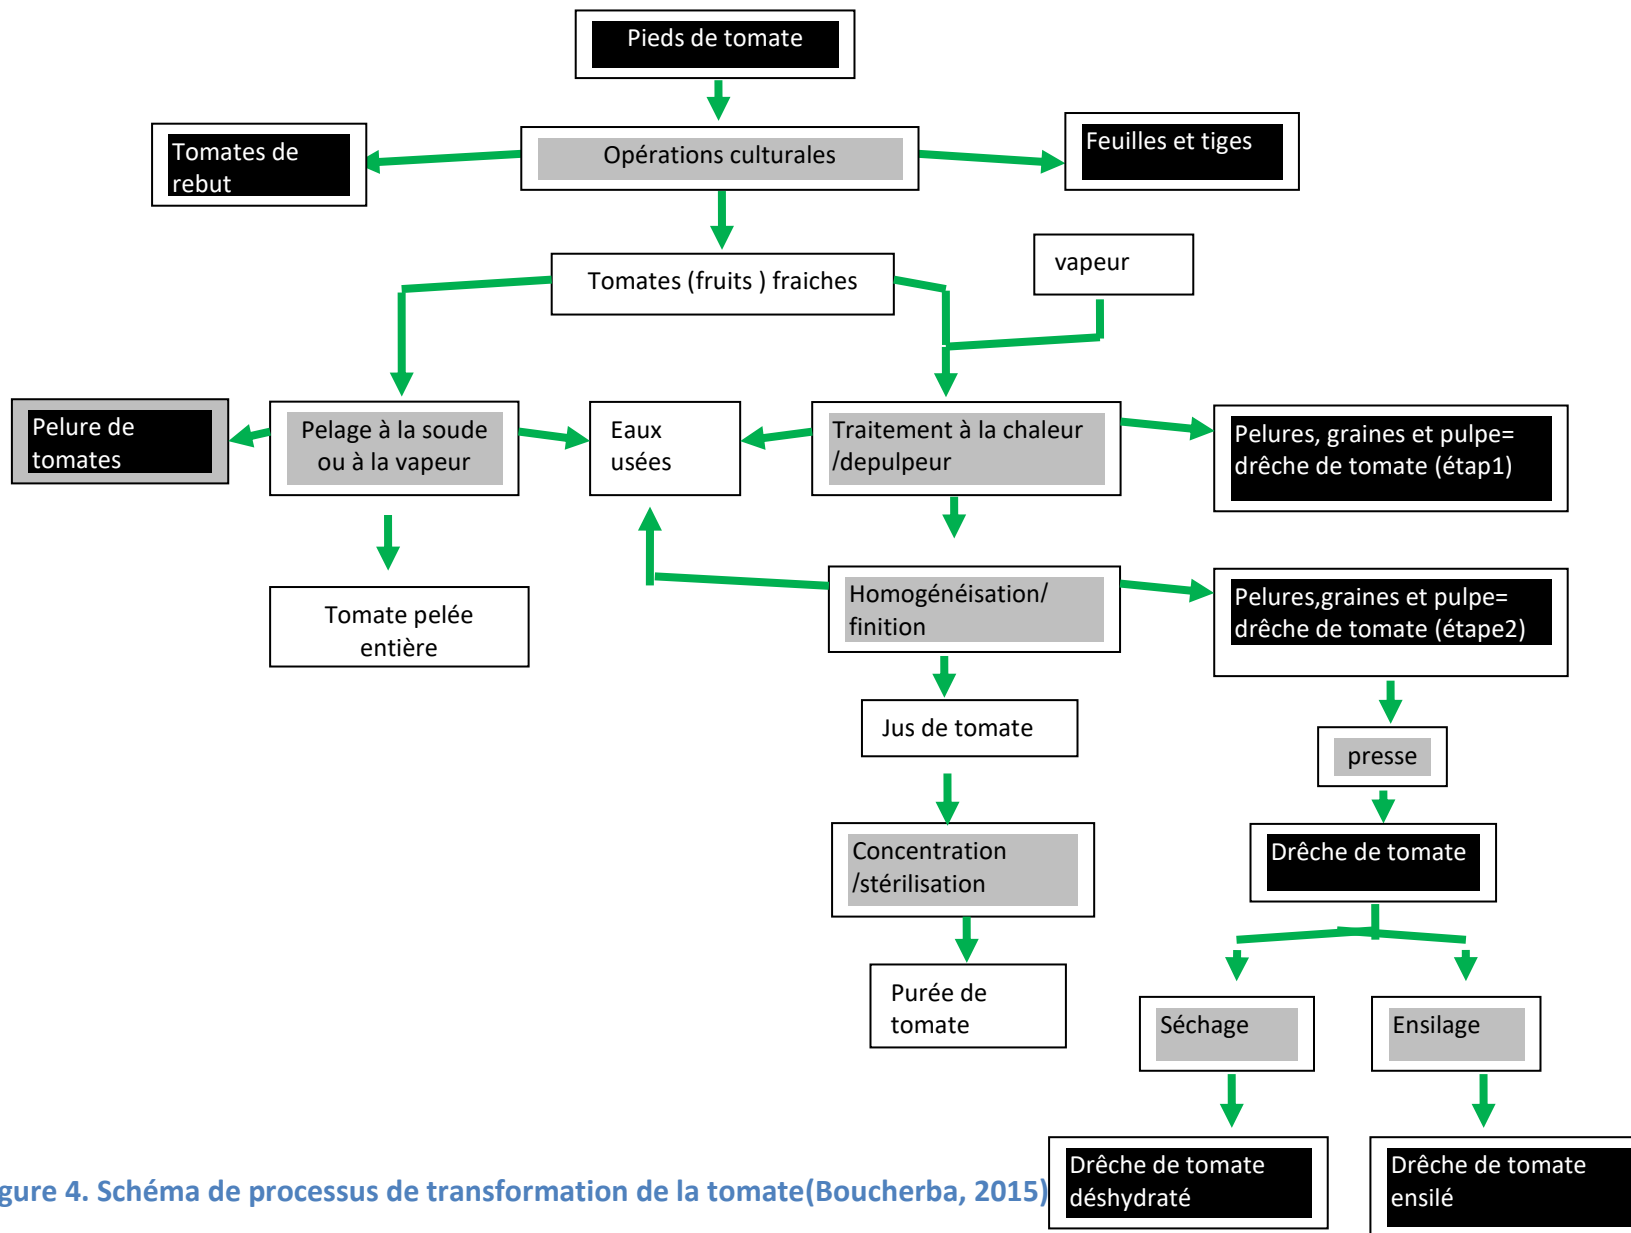 Pieds de tomate
Tomates de
rebut
Opérations culturales
Feuilles et tiges
Tomates (fruits ) fraiches
vapeur
Pelure de
tomates
Pelage à la soude
ou à la vapeur
Eaux
usées
Traitement à la chaleur
/depulpeur
Pelures, graines et pulpe=
drêche de tomate (étap1)
Tomate pelée
entière
Homogénéisation/
finition
Pelures,graines et pulpe=
drêche de tomate (étape2)
Jus de tomate
presse
Concentration
/stérilisation
Drêche de tomate
Purée de
tomate
Séchage
Ensilage
Drêche de tomate
déshydraté
Drêche de tomate
ensilé
gure 4. Schéma de processus de transformation de la tomate(Boucherba, 2015)